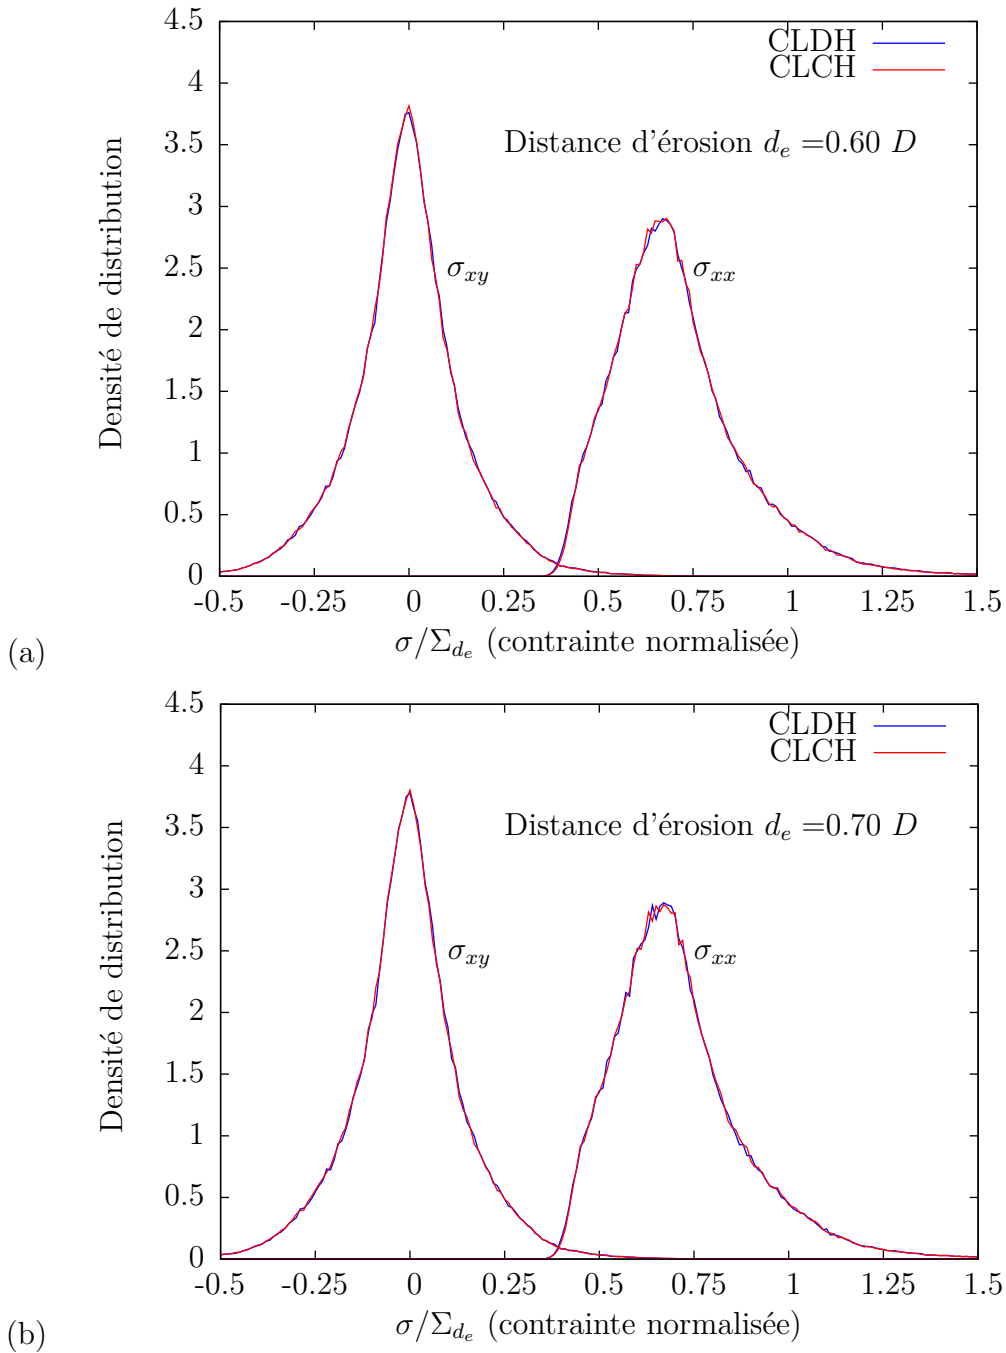 4.5
4
3.5
3
2.5
2
1.5
1
0.5
0
Densité de distribution
CLDH
CLCH
Distance d'érosion d_e =0.60 D
σ_xy
σ_xx
-0.5 -0.25 0 0.25 0.5 0.75 1 1.25 1.5
σ/Σ_{d_e} (contrainte normalisée)
(a)
4.5
4
3.5
3
2.5
2
1.5
1
0.5
0
Densité de distribution
CLDH
CLCH
Distance d'érosion d_e =0.70 D
σ_xy
σ_xx
-0.5 -0.25 0 0.25 0.5 0.75 1 1.25 1.5
σ/Σ_{d_e} (contrainte normalisée)
(b)